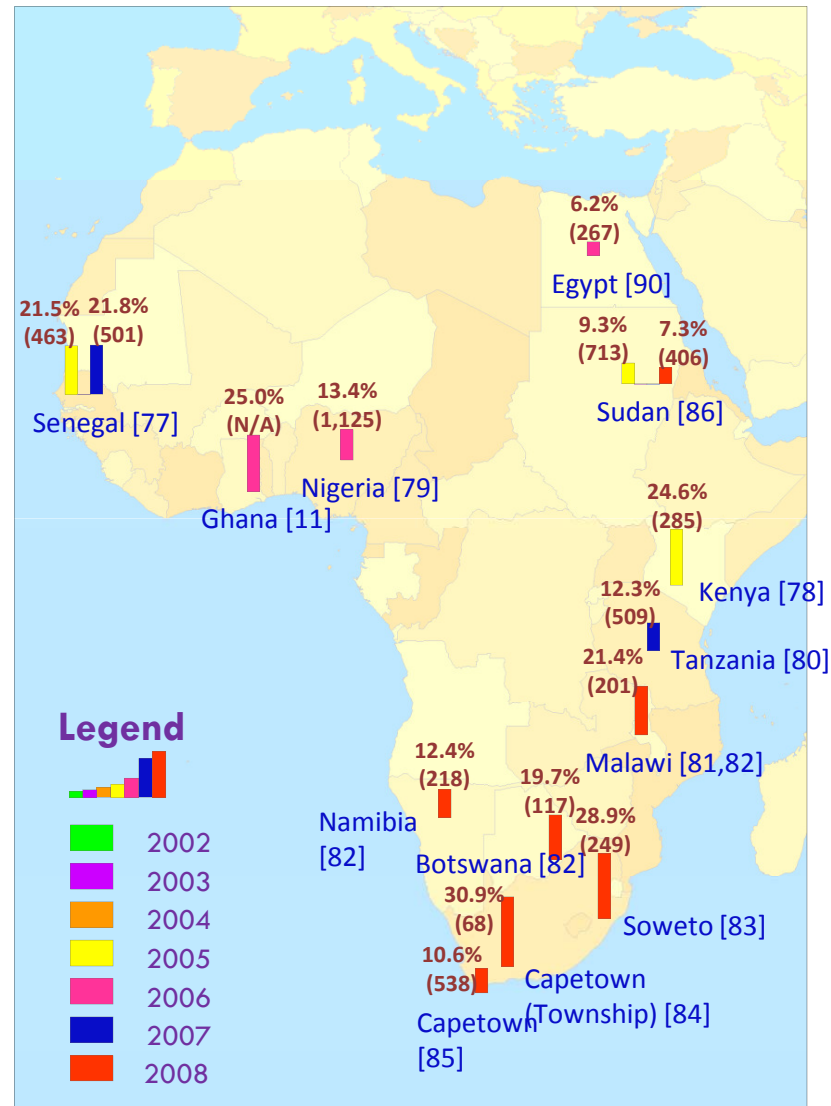 6.2%
(267)
Egypt [90]
21.5%
(463)
21.8%
(501)
Senegal [77]
9.3%
(713)
7.3%
(406)
Sudan [86]
25.0%
(N/A)
Ghana [11]
13.4%
(1,125)
Nigeria [79]
24.6%
(285)
Kenya [78]
12.3%
(509)
Tanzania [80]
21.4%
(201)
Malawi [81,82]
12.4%
(218)
Namibia
[82]
19.7%
(117)
Botswana [82]
28.9%
(249)
Soweto [83]
30.9%
(68)
Capetown
(Township) [84]
10.6%
(538)
Capetown
[85]
Legend
2002
2003
2004
2005
2006
2007
2008